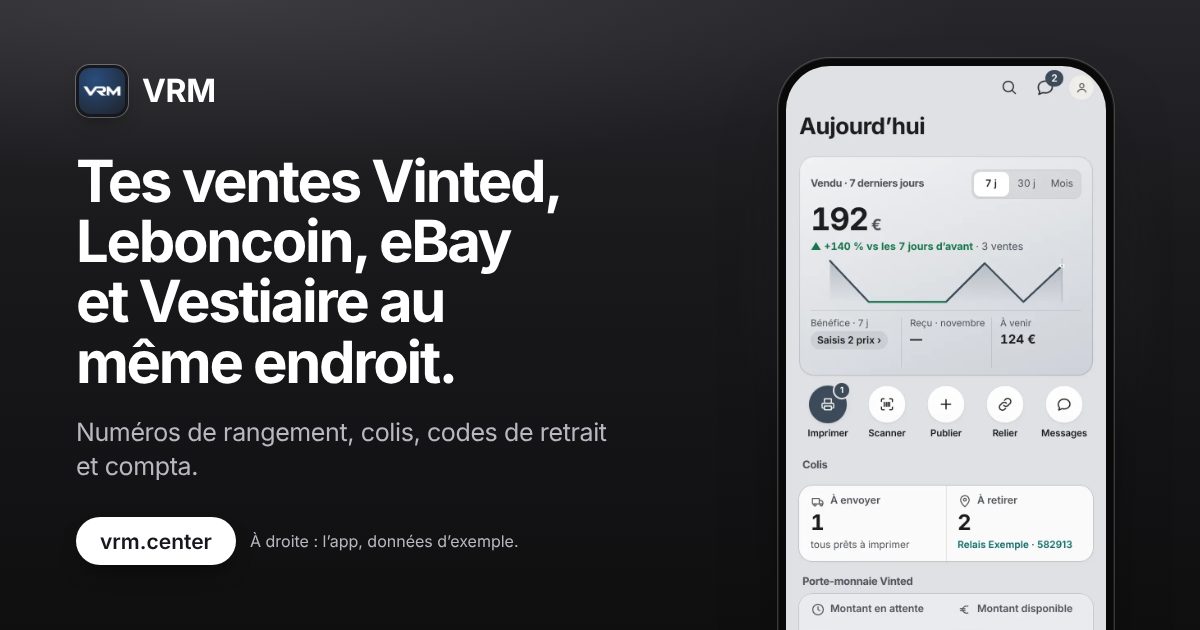 VRM
VRM
Tes ventes Vinted,
Leboncoin, eBay
et Vestiaire au
même endroit.
Numéros de rangement, colis, codes de retrait
et compta.
vrm.center
À droite : l’app, données d’exemple.
2
Aujourd’hui
Vendu · 7 derniers jours
7 j 30 j Mois
192 €
▲ +140 % vs les 7 jours d’avant · 3 ventes
Bénéfice · 7 j
Saisis 2 prix ›
Reçu · novembre
—
À venir
124 €
1
Imprimer Scanner Publier Relier Messages
Colis
À envoyer
1
tous prêts à imprimer
À retirer
2
Relais Exemple · 582913
Porte-monnaie Vinted
Montant en attente
Montant disponible